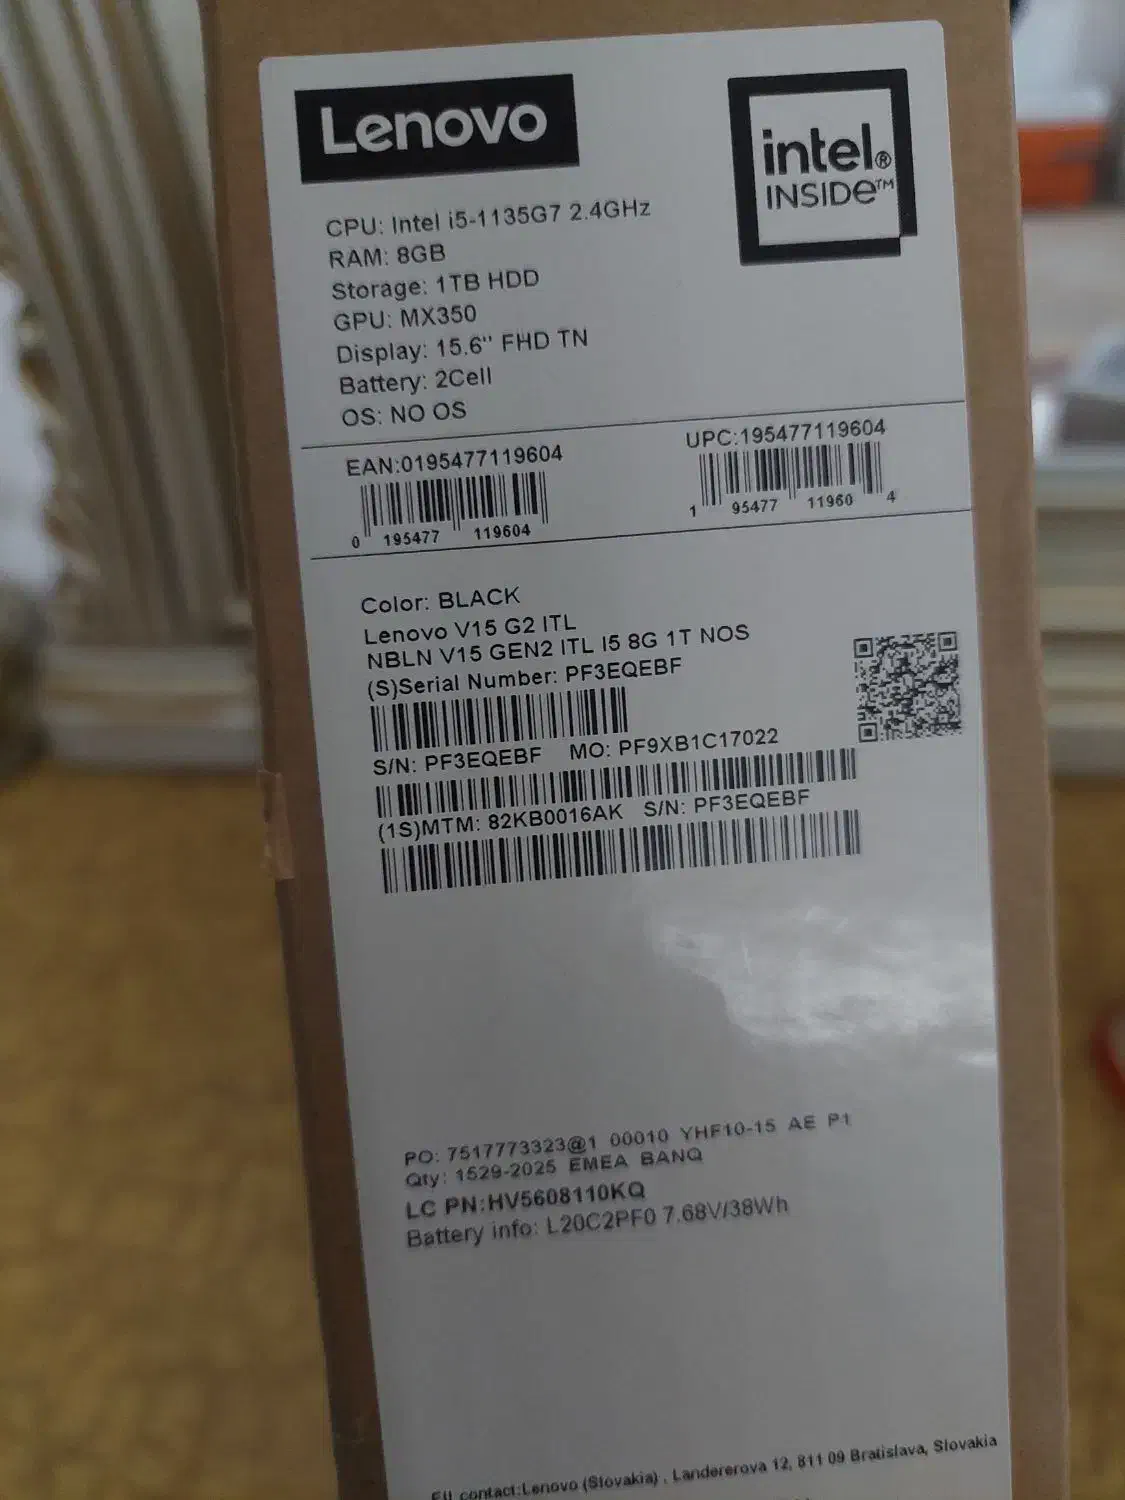 Lenovo
intel® INSIDe™
CPU: Intel i5-1135G7 2.4GHz
RAM: 8GB
Storage: 1TB HDD
GPU: MX350
Display: 15.6" FHD TN
Battery: 2Cell
OS: NO OS
EAN:0195477119604
0 195477 119604
UPC:195477119604
1 95477 11960 4
Color: BLACK
Lenovo V15 G2 ITL
NBLN V15 GEN2 ITL I5 8G 1T NOS
(S)Serial Number: PF3EQEBF
S/N: PF3EQEBF MO: PF9XB1C17022
(1S)MTM: 82KB0016AK S/N: PF3EQEBF
PO: 7517773323@1 00010 YHF10-15 AE P1
Qty: 1529-2025 EMEA BANQ
LC PN:HV5608110KQ
Battery info: L20C2PF0 7.68V/38Wh
EU contact:Lenovo (Slovakia) , Landererova 12, 811 09 Bratislava, Slovakia